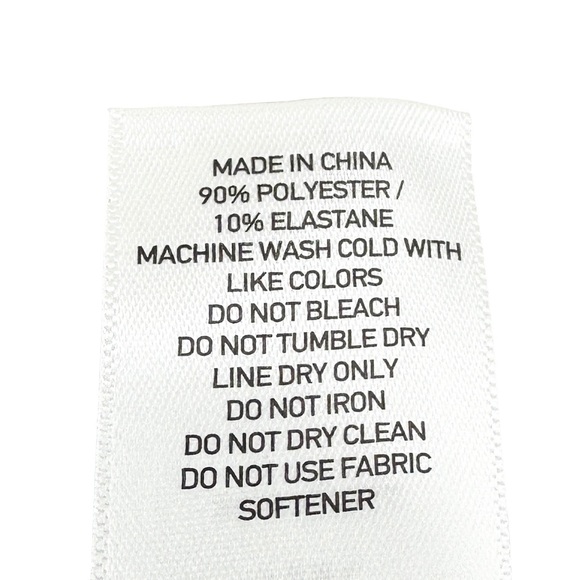 MADE IN CHINA
90% POLYESTER /
10% ELASTANE
MACHINE WASH COLD WITH
LIKE COLORS
DO NOT BLEACH
DO NOT TUMBLE DRY
LINE DRY ONLY
DO NOT IRON
DO NOT DRY CLEAN
DO NOT USE FABRIC
SOFTENER